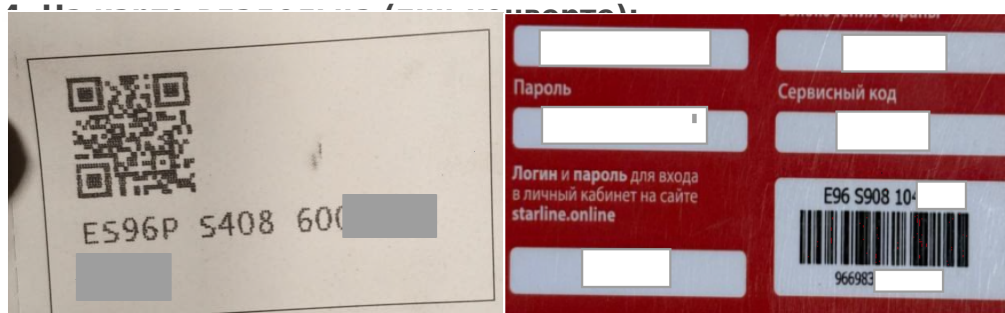 ES96P S408 600
Пароль
Сервисный код
Логин и пароль для входа
в личный кабинет на сайте
starline.online
E96 S908 104
966983